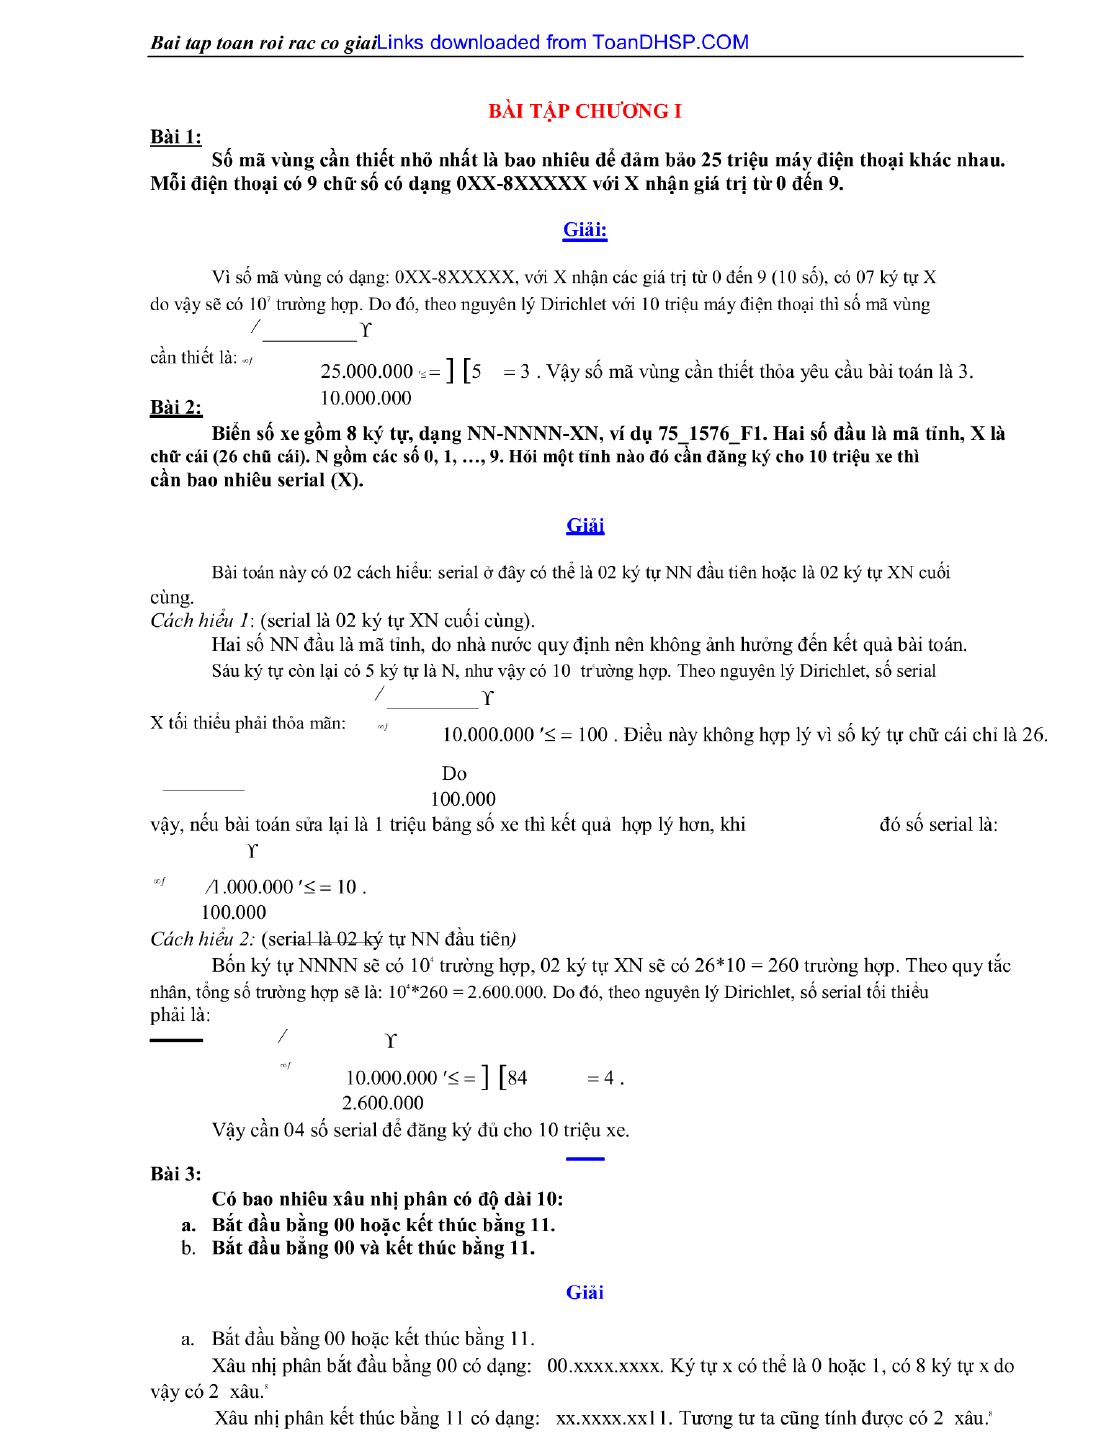 Bai tap toan roi rac co giaiLinks downloaded from ToanDHSP.COM
BÀI TẬP CHƯƠNG I
Bài 1:
Số mã vùng cần thiết nhỏ nhất là bao nhiêu để đảm bảo 25 triệu máy điện thoại khác nhau.
Mỗi điện thoại có 9 chữ số có dạng 0XX-8XXXXX với X nhận giá trị từ 0 đến 9.
Giải:
Vì số mã vùng có dạng: 0XX-8XXXXX, với X nhận các giá trị từ 0 đến 9 (10 số), có 07 ký tự X
do vậy sẽ có 10⁷ trường hợp. Do đó, theo nguyên lý Dirichlet với 10 triệu máy điện thoại thì số mã vùng
/ ϒ
cần thiết là: ∞ƒ
25.000.000 ′≤ = ] [5 = 3 . Vậy số mã vùng cần thiết thỏa yêu cầu bài toán là 3.
10.000.000
Bài 2:
Biển số xe gồm 8 ký tự, dạng NN-NNNN-XN, ví dụ 75_1576_F1. Hai số đầu là mã tỉnh, X là
chữ cái (26 chũ cái). N gồm các số 0, 1, …, 9. Hỏi một tỉnh nào đó cần đăng ký cho 10 triệu xe thì
cần bao nhiêu serial (X).
Giải
Bài toán này có 02 cách hiểu: serial ở đây có thể là 02 ký tự NN đầu tiên hoặc là 02 ký tự XN cuối
cùng.
Cách hiểu 1: (serial là 02 ký tự XN cuối cùng).
Hai số NN đầu là mã tỉnh, do nhà nước quy định nên không ảnh hưởng đến kết quả bài toán.
Sáu ký tự còn lại có 5 ký tự là N, như vậy có 10 trường hợp. Theo nguyên lý Dirichlet, số serial
/ ϒ
X tối thiểu phải thỏa mãn: ∞ƒ
10.000.000 ′≤ = 100 . Điều này không hợp lý vì số ký tự chữ cái chỉ là 26.
Do
100.000
vậy, nếu bài toán sửa lại là 1 triệu bảng số xe thì kết quả hợp lý hơn, khi đó số serial là:
ϒ
∞ƒ /1.000.000 ′≤ = 10 .
100.000
Cách hiểu 2: (serial là 02 ký tự NN đầu tiên)
Bốn ký tự NNNN sẽ có 10⁴ trường hợp, 02 ký tự XN sẽ có 26*10 = 260 trường hợp. Theo quy tắc
nhân, tổng số trường hợp sẽ là: 10⁴*260 = 2.600.000. Do đó, theo nguyên lý Dirichlet, số serial tối thiểu
phải là:
/ ϒ
∞ƒ
10.000.000 ′≤ = ] [84 = 4 .
2.600.000
Vậy cần 04 số serial để đăng ký đủ cho 10 triệu xe.
Bài 3:
Có bao nhiêu xâu nhị phân có độ dài 10:
a. Bắt đầu bằng 00 hoặc kết thúc bằng 11.
b. Bắt đầu bằng 00 và kết thúc bằng 11.
Giải
a. Bắt đầu bằng 00 hoặc kết thúc bằng 11.
Xâu nhị phân bắt đầu bằng 00 có dạng: 00.xxxx.xxxx. Ký tự x có thể là 0 hoặc 1, có 8 ký tự x do
vậy có 2 xâu.⁸
Xâu nhị phân kết thúc bằng 11 có dạng: xx.xxxx.xx11. Tương tư ta cũng tính được có 2 xâu.⁸